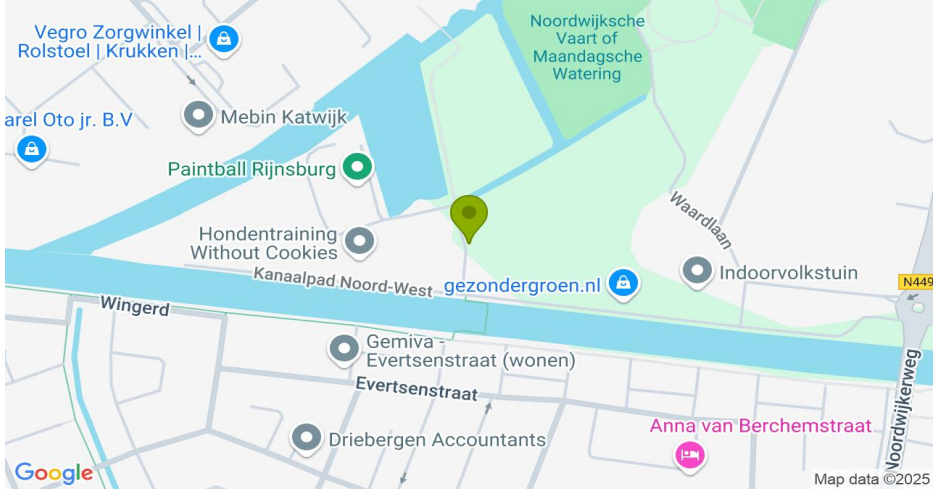 Vegro Zorgwinkel |
Rolstoel | Krukken |...
Noordwijksche
Vaart of
Maandagsche
Watering
arel Oto jr. B.V
Mebin Katwijk
Paintball Rijnsburg
Waardlaan
Hondentraining
Without Cookies
Kanaalpad Noord-West
gezondergroen.nl
Indoorvolkstuin
N449
Wingerd
Gemiva -
Evertsenstraat (wonen)
Evertsenstraat
Noordwijkerweg
Anna van Berchemstraat
Driebergen Accountants
Google
Map data ©2025